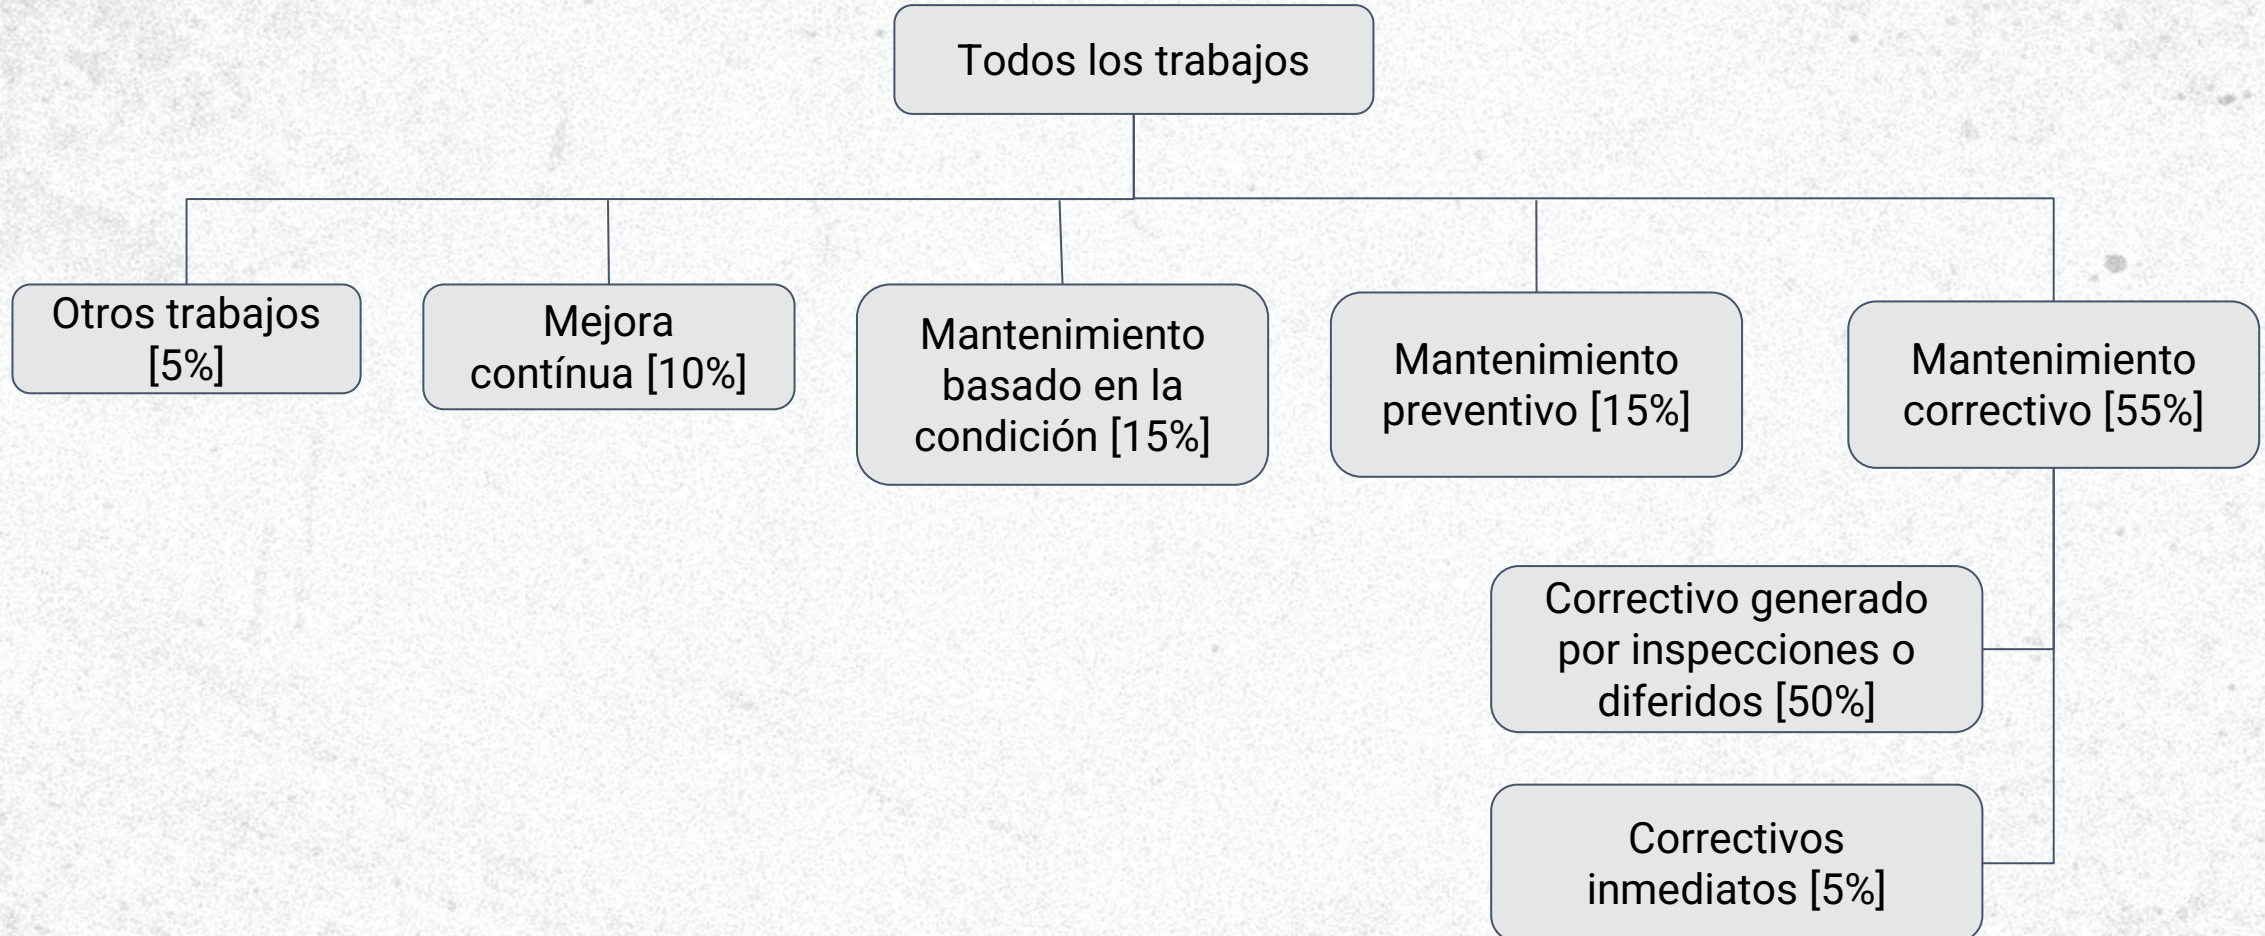 Todos los trabajos
Otros trabajos
[5%]
Mejora
contínua [10%]
Mantenimiento
basado en la
condición [15%]
Mantenimiento
preventivo [15%]
Mantenimiento
correctivo [55%]
Correctivo generado
por inspecciones o
diferidos [50%]
Correctivos
inmediatos [5%]